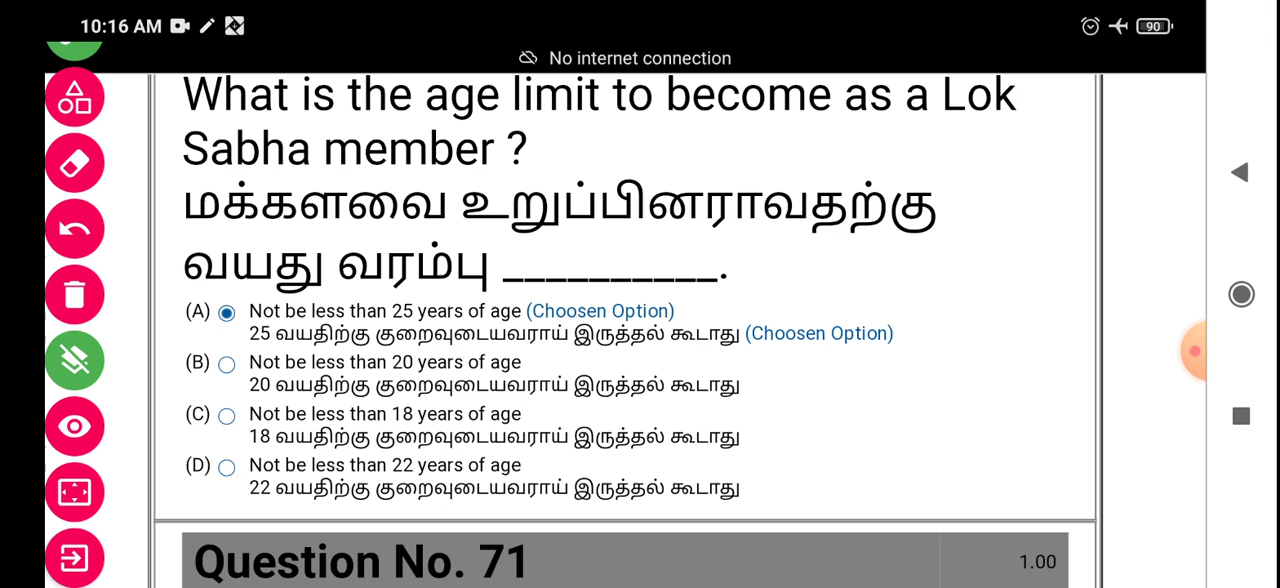 10:16 AM
90
No internet connection
What is the age limit to become as a Lok
Sabha member ?
மக்களவை உறுப்பினராவதற்கு
வயது வரம்பு __________.
(A) Not be less than 25 years of age (Choosen Option)
25 வயதிற்கு குறைவுடையவராய் இருத்தல் கூடாது (Choosen Option)
(B) Not be less than 20 years of age
20 வயதிற்கு குறைவுடையவராய் இருத்தல் கூடாது
(C) Not be less than 18 years of age
18 வயதிற்கு குறைவுடையவராய் இருத்தல் கூடாது
(D) Not be less than 22 years of age
22 வயதிற்கு குறைவுடையவராய் இருத்தல் கூடாது
Question No. 71 1.00